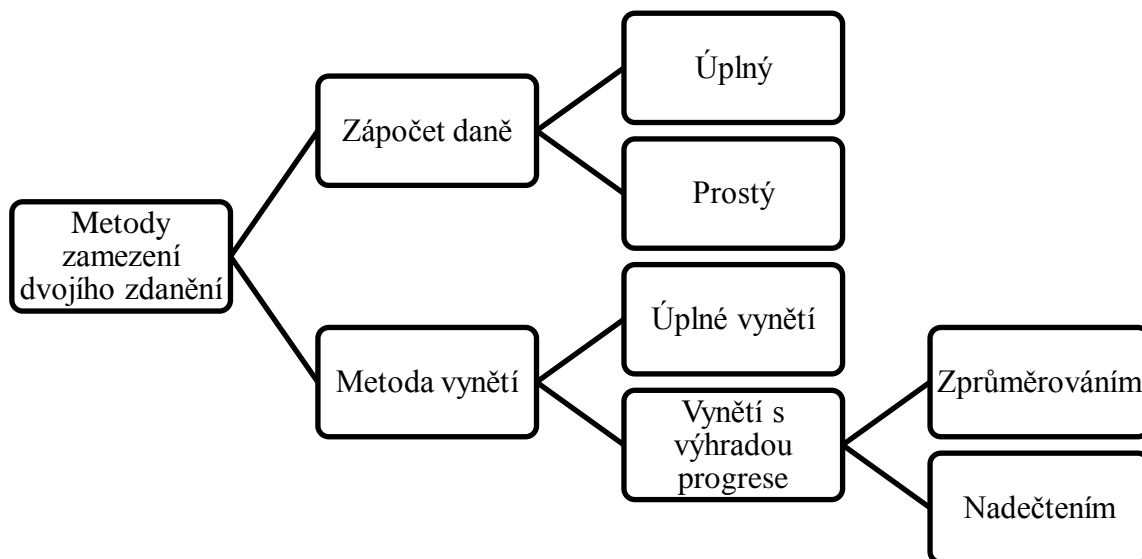 Metody
zamezení
dvojího zdanění
Zápočet daně
Úplný
Prostý
Metoda vynětí
Úplné vynětí
Vynětí s
výhradou
progrese
Zprůměrováním
Nadečtením